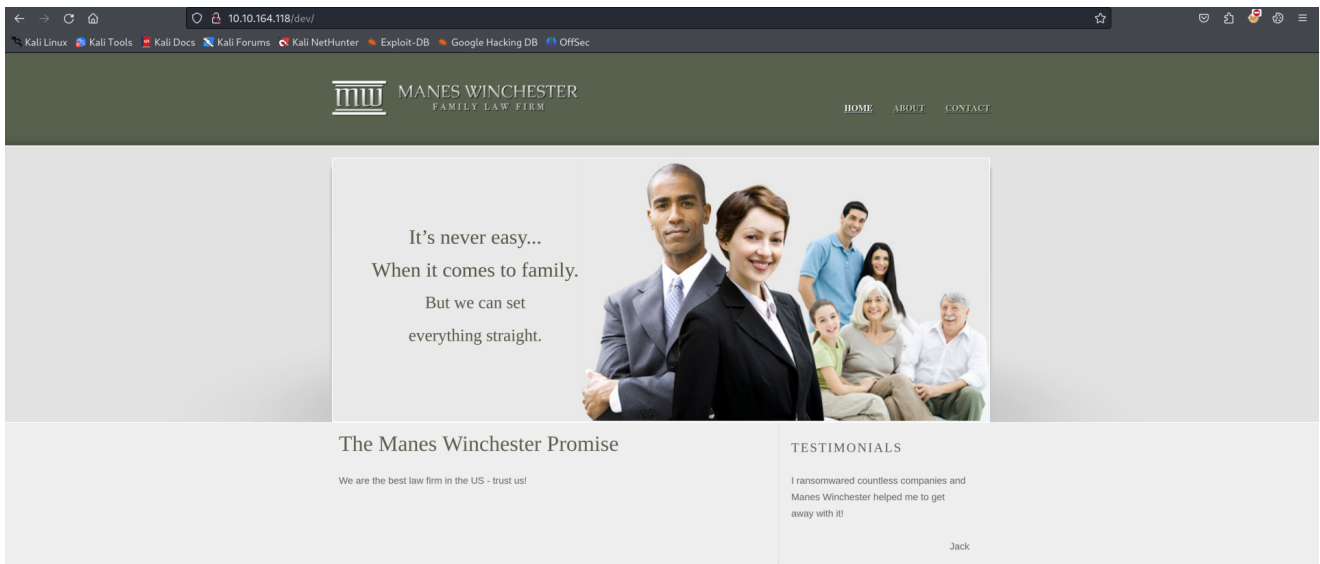 10.10.164.118/dev/
Kali Linux Kali Tools Kali Docs Kali Forums Kali NetHunter Exploit-DB Google Hacking DB OffSec
mw MANES WINCHESTER
FAMILY LAW FIRM
HOME ABOUT CONTACT
It’s never easy...
When it comes to family.
But we can set
everything straight.
The Manes Winchester Promise
We are the best law firm in the US - trust us!
TESTIMONIALS
I ransomwared countless companies and
Manes Winchester helped me to get
away with it!
Jack